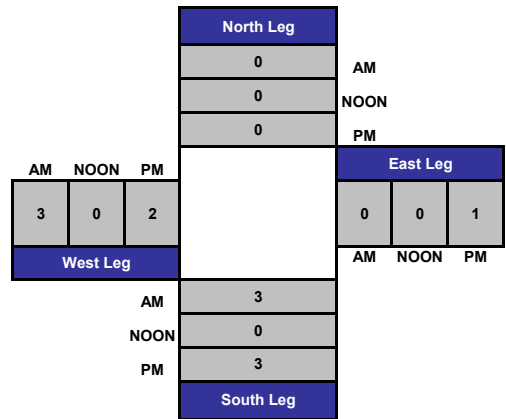 North Leg
0
AM
0
NOON
0
PM
East Leg
AM NOON PM
3 0 2
0 0 1
West Leg
AM NOON PM
AM
3
NOON
0
PM
3
South Leg